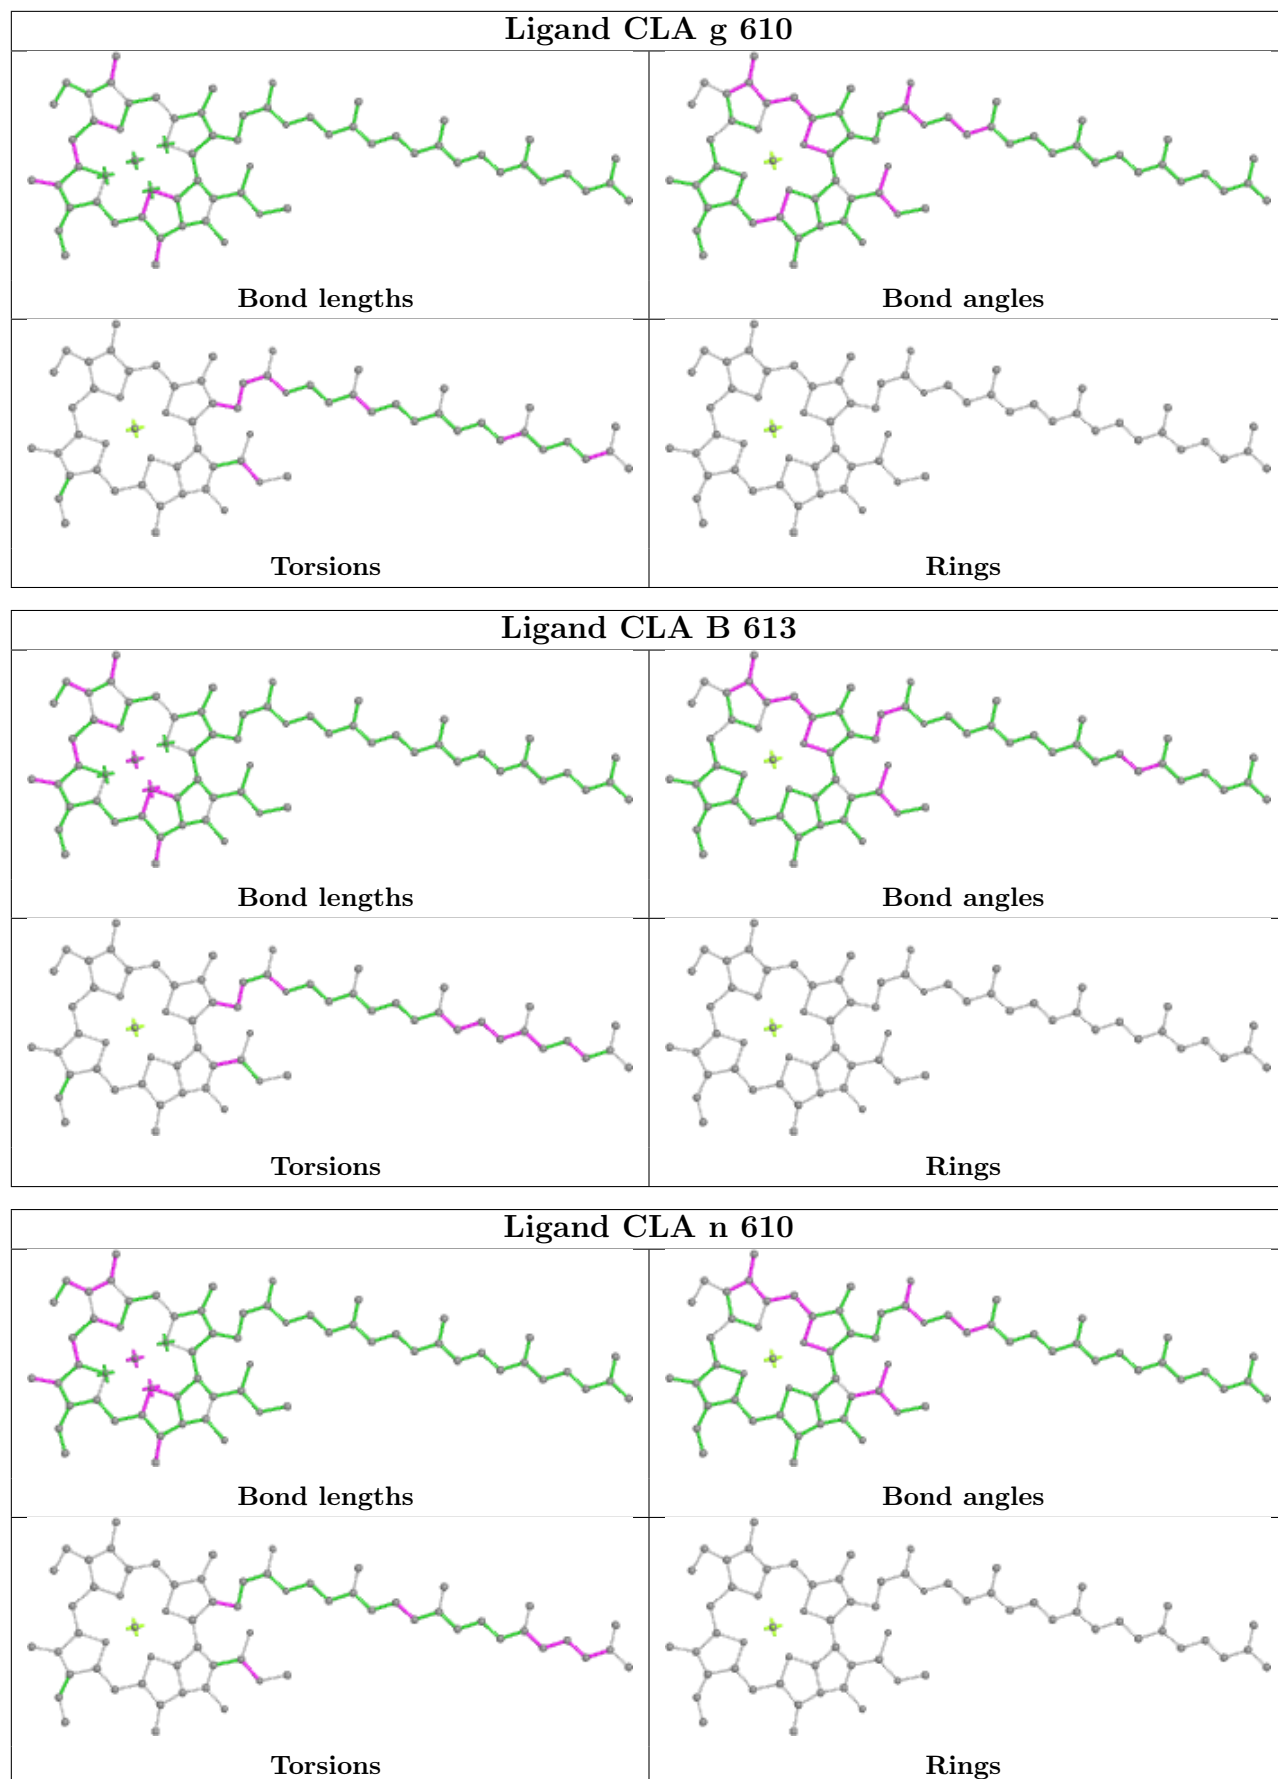 Ligand CLA g 610
Bond lengths
Bond angles
Torsions
Rings
Ligand CLA B 613
Bond lengths
Bond angles
Torsions
Rings
Ligand CLA n 610
Bond lengths
Bond angles
Torsions
Rings